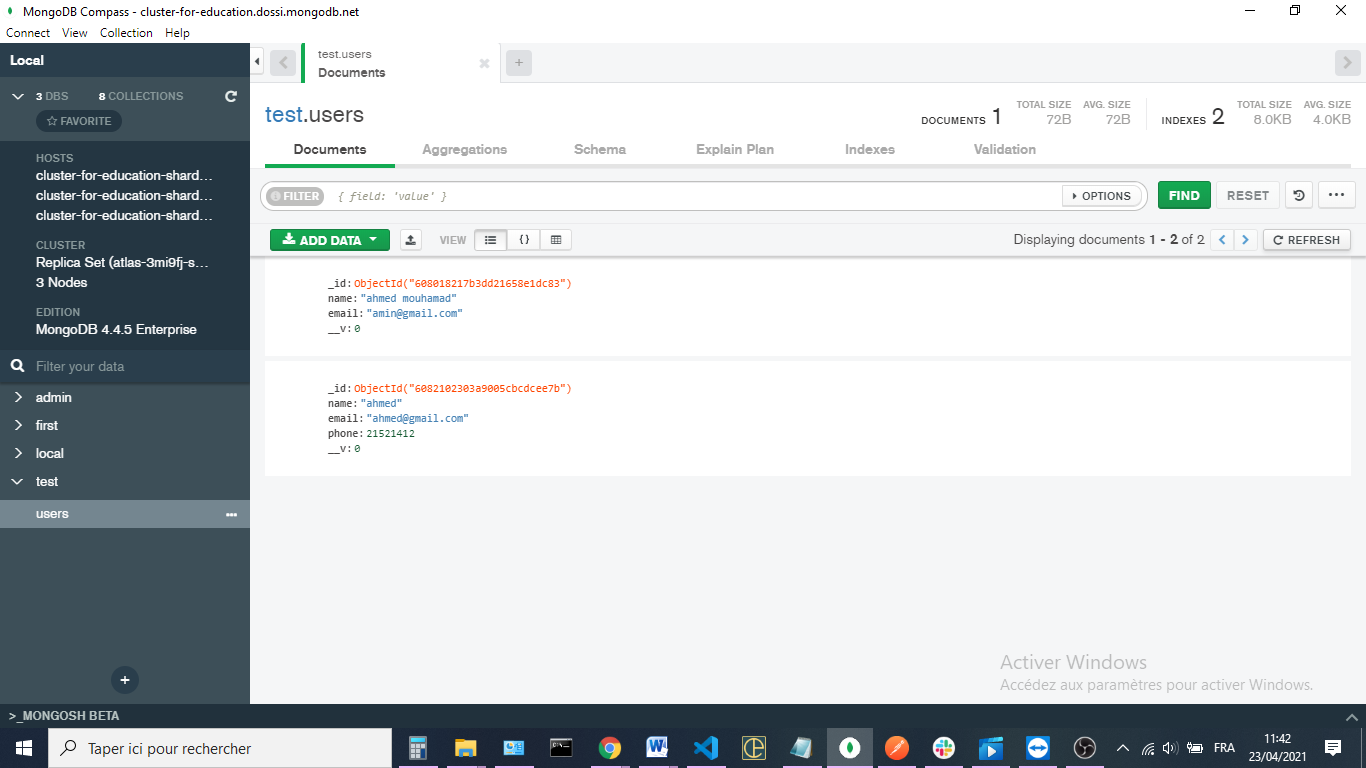 MongoDB Compass - cluster-for-education.dossi.mongodb.net
Connect View Collection Help
Local
3 DBS 8 COLLECTIONS
FAVORITE
HOSTS
cluster-for-education-shard...
cluster-for-education-shard...
cluster-for-education-shard...
CLUSTER
Replica Set (atlas-3mi9fj-s...
3 Nodes
EDITION
MongoDB 4.4.5 Enterprise
Filter your data
admin
first
local
test
users
test.users
Documents
test.users
DOCUMENTS 1 TOTAL SIZE 72B AVG. SIZE 72B INDEXES 2 TOTAL SIZE 8.0KB AVG. SIZE 4.0KB
Documents Aggregations Schema Explain Plan Indexes Validation
FILTER { field: 'value' } OPTIONS FIND RESET
ADD DATA VIEW {} Displaying documents 1 - 2 of 2 REFRESH
_id: ObjectId("608018217b3dd21658e1dc83")
name: "ahmed mouhamad"
email: "amin@gmail.com"
__v: 0
_id: ObjectId("6082102303a9005cbcdcee7b")
name: "ahmed"
email: "ahmed@gmail.com"
phone: 21521412
__v: 0
Activer Windows
Accédez aux paramètres pour activer Windows.
>_MONGOSH BETA
Taper ici pour rechercher
FRA
11:42
23/04/2021